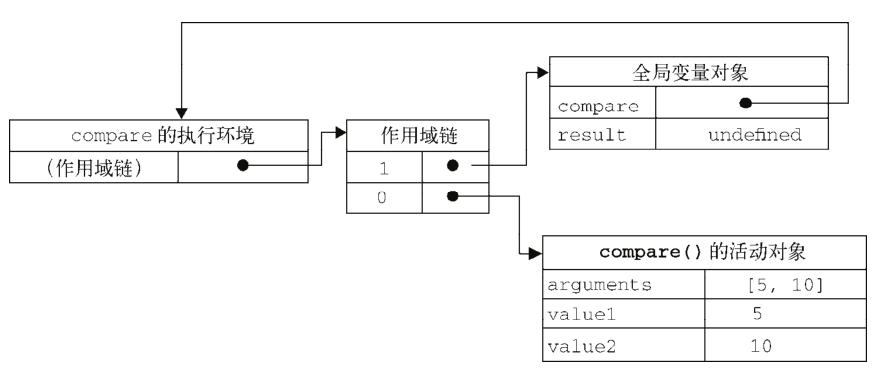 全局变量对象
compare
result undefined
compare 的执行环境
(作用域链)
作用域链
1
0
compare() 的活动对象
arguments [5, 10]
value1 5
value2 10